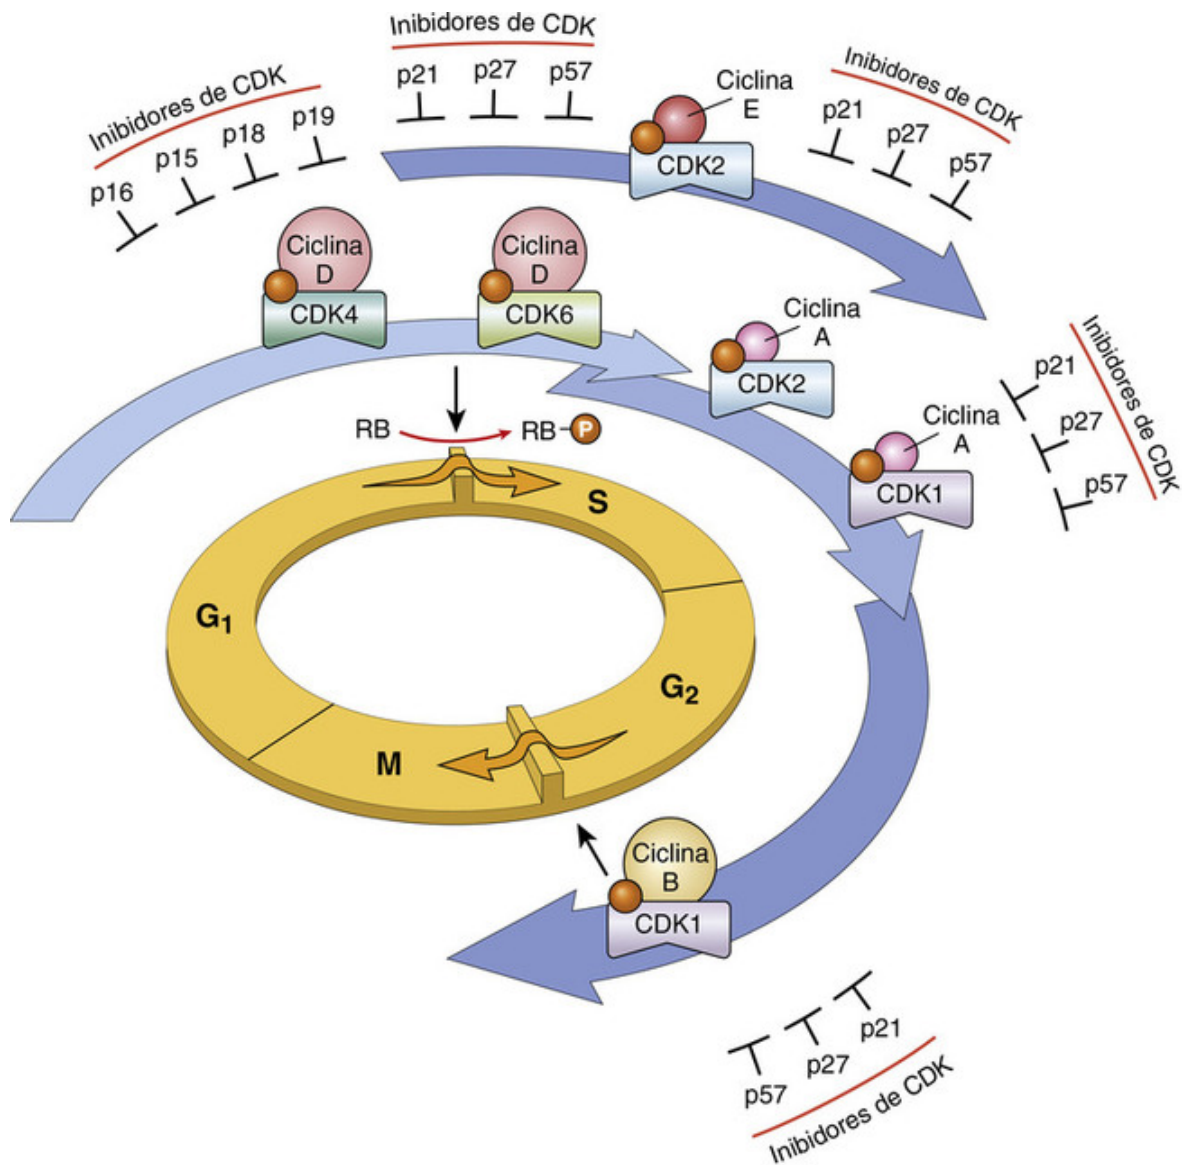 Inibidores de CDK
p16
p15
p18
p19
Inibidores de CDK
p21
p27
p57
Ciclina
E
CDK2
Inibidores de CDK
p21
p27
p57
Ciclina
D
CDK4
Ciclina
D
CDK6
Ciclina
A
CDK2
Ciclina
A
CDK1
Inibidores de CDK
p21
p27
p57
RB
RB-P
S
G₁
G₂
M
Ciclina
B
CDK1
p57
p27
p21
Inibidores de CDK